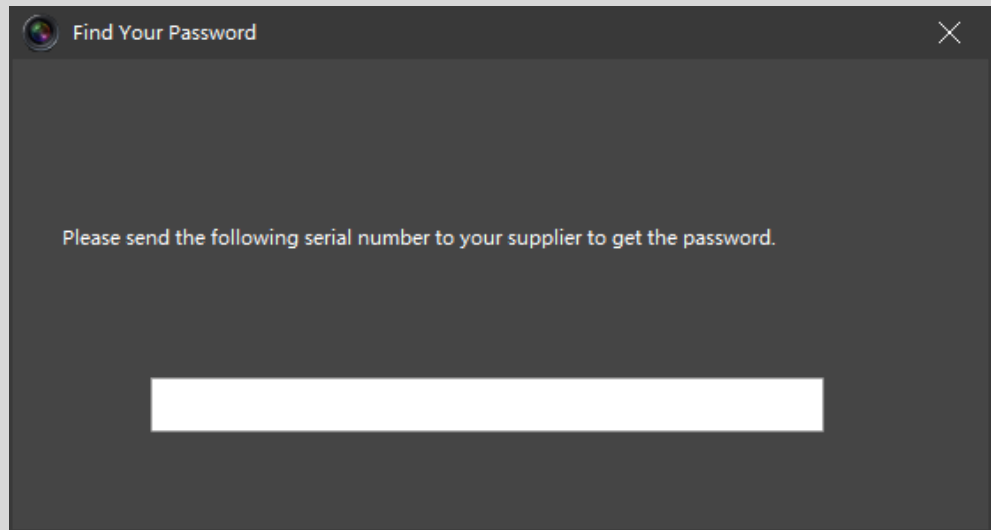 Find Your Password
Please send the following serial number to your supplier to get the password.